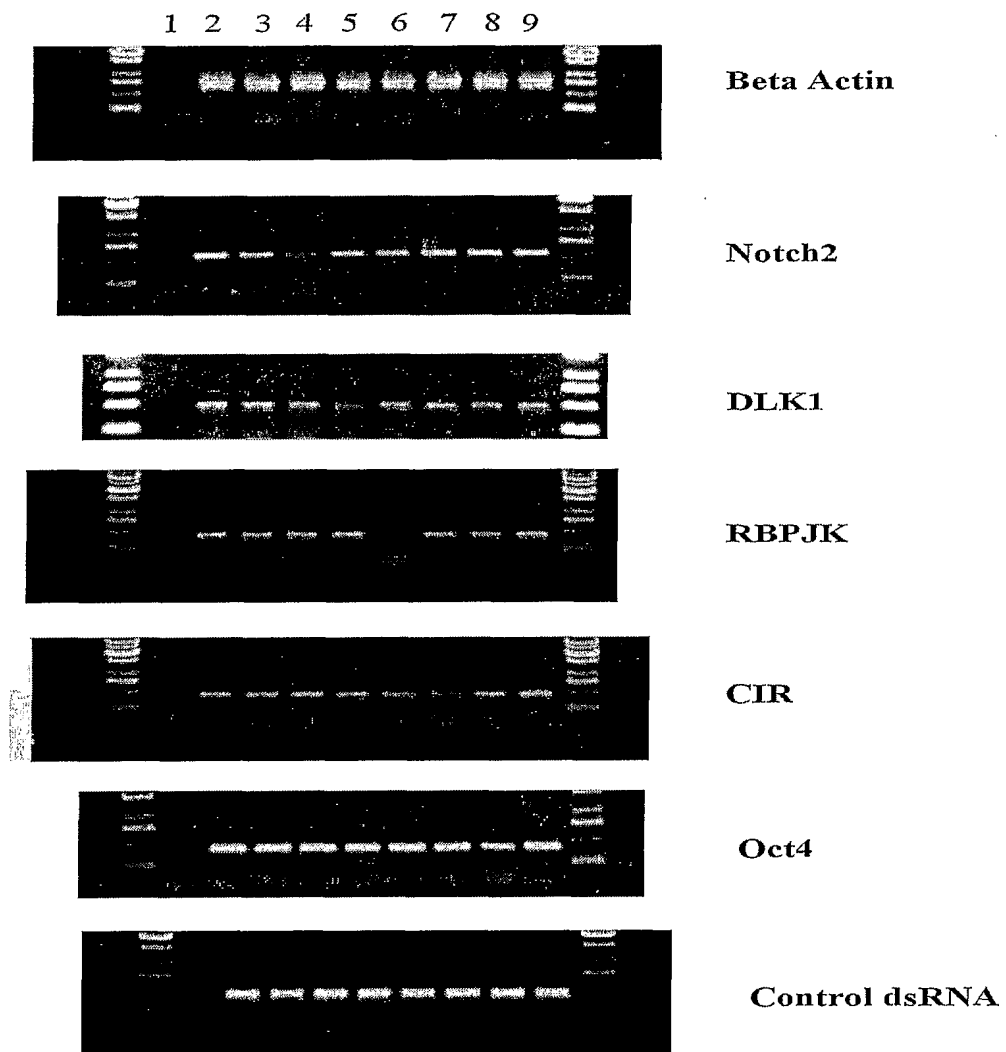 1 2 3 4 5 6 7 8 9
Beta Actin
Notch2
DLK1
RBPJK
CIR
Oct4
Control dsRNA